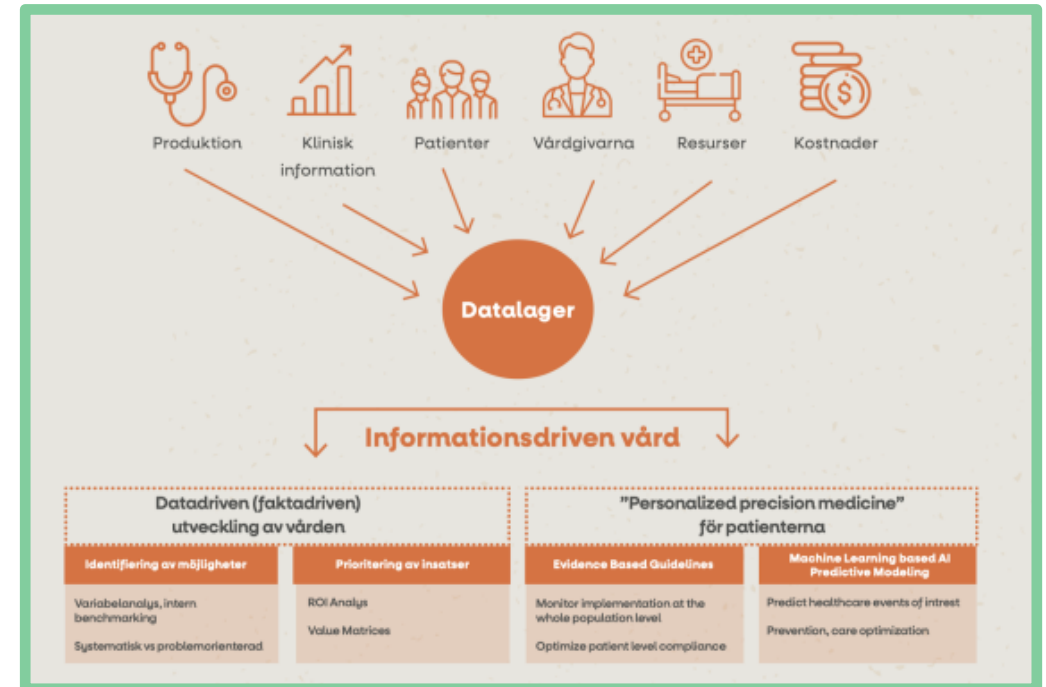 Produktion
Klinisk
information
Patienter
Vårdgivarna
Resurser
Kostnader
Datalager
Informationsdriven vård
Datadriven (faktadriven)
utveckling av vården
"Personalized precision medicine"
för patienterna
Identifiering av möjligheter
Prioritering av insatser
Evidence Based Guidelines
Machine Learning based AI
Predictive Modeling
Variabelanalys, intern
benchmarking
Systematisk vs problemorienterad
ROI Analys
Value Matrices
Monitor implementation at the
whole population level
Optimize patient level compliance
Predict healthcare events of intrest
Prevention, care optimization